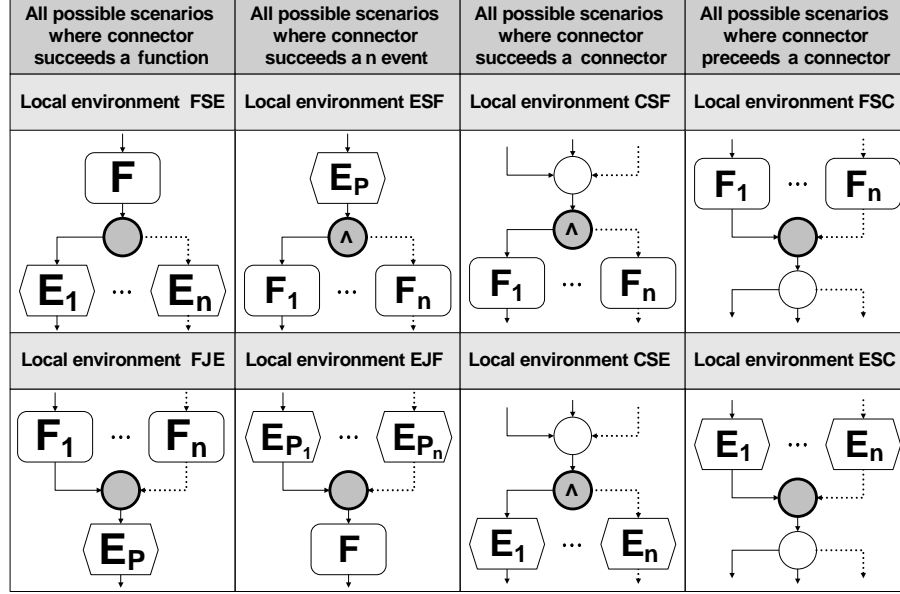 All possible scenarios
where connector
succeeds a function
All possible scenarios
where connector
succeeds a n event
All possible scenarios
where connector
succeeds a connector
All possible scenarios
where connector
preceeds a connector
Local environment FSE
Local environment ESF
Local environment CSF
Local environment FSC
F
E1 ... En
EP
^
F1 ... Fn
^
F1 ... Fn
F1 ... Fn
Local environment FJE
Local environment EJF
Local environment CSE
Local environment ESC
F1 ... Fn
EP
EP1 ... EPn
F
^
E1 ... En
E1 ... En